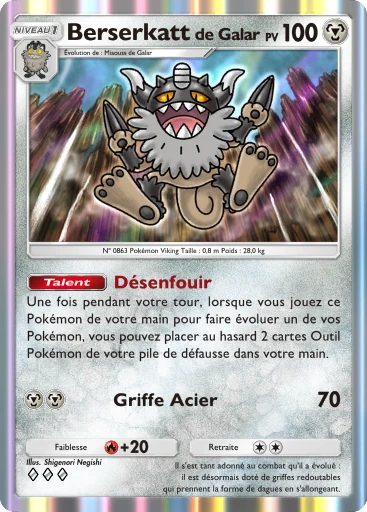 NIVEAU 1
Berserkatt de Galar PV 100
Évolution de : Miaouss de Galar
N° 0863 Pokémon Viking Taille : 0,8 m Poids : 28,0 kg
Talent Désenfouir
Une fois pendant votre tour, lorsque vous jouez ce
Pokémon de votre main pour faire évoluer un de vos
Pokémon, vous pouvez placer au hasard 2 cartes Outil
Pokémon de votre pile de défausse dans votre main.
Griffe Acier 70
Faiblesse +20 Retraite
Illus. Shigenori Negishi
Il s'est tant adonné au combat qu'il a évolué :
il est désormais doté de griffes redoutables
qui prennent la forme de dagues en s'allongeant.